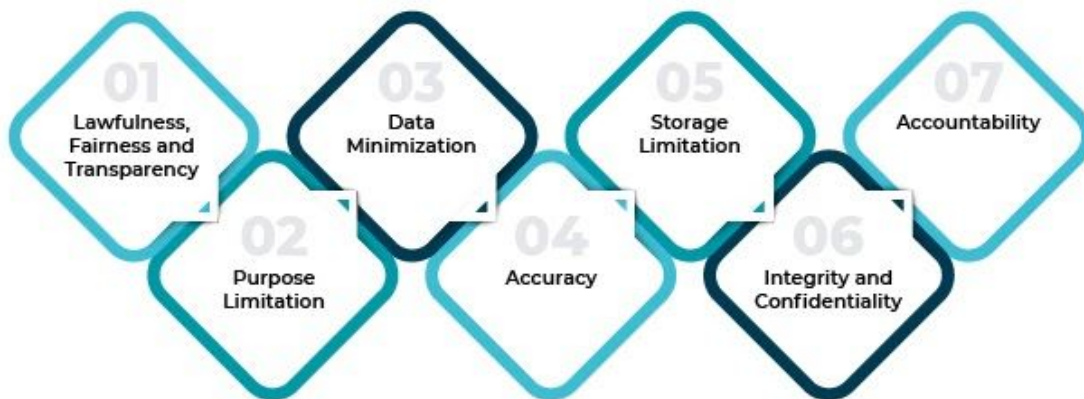 01
Lawfulness,
Fairness and
Transparency
02
Purpose
Limitation
03
Data
Minimization
04
Accuracy
05
Storage
Limitation
06
Integrity and
Confidentiality
07
Accountability